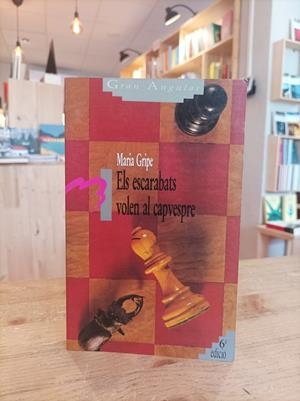 Gran Angular
Maria Gripe
Els escarabats
volen al capvespre
6ª
edició